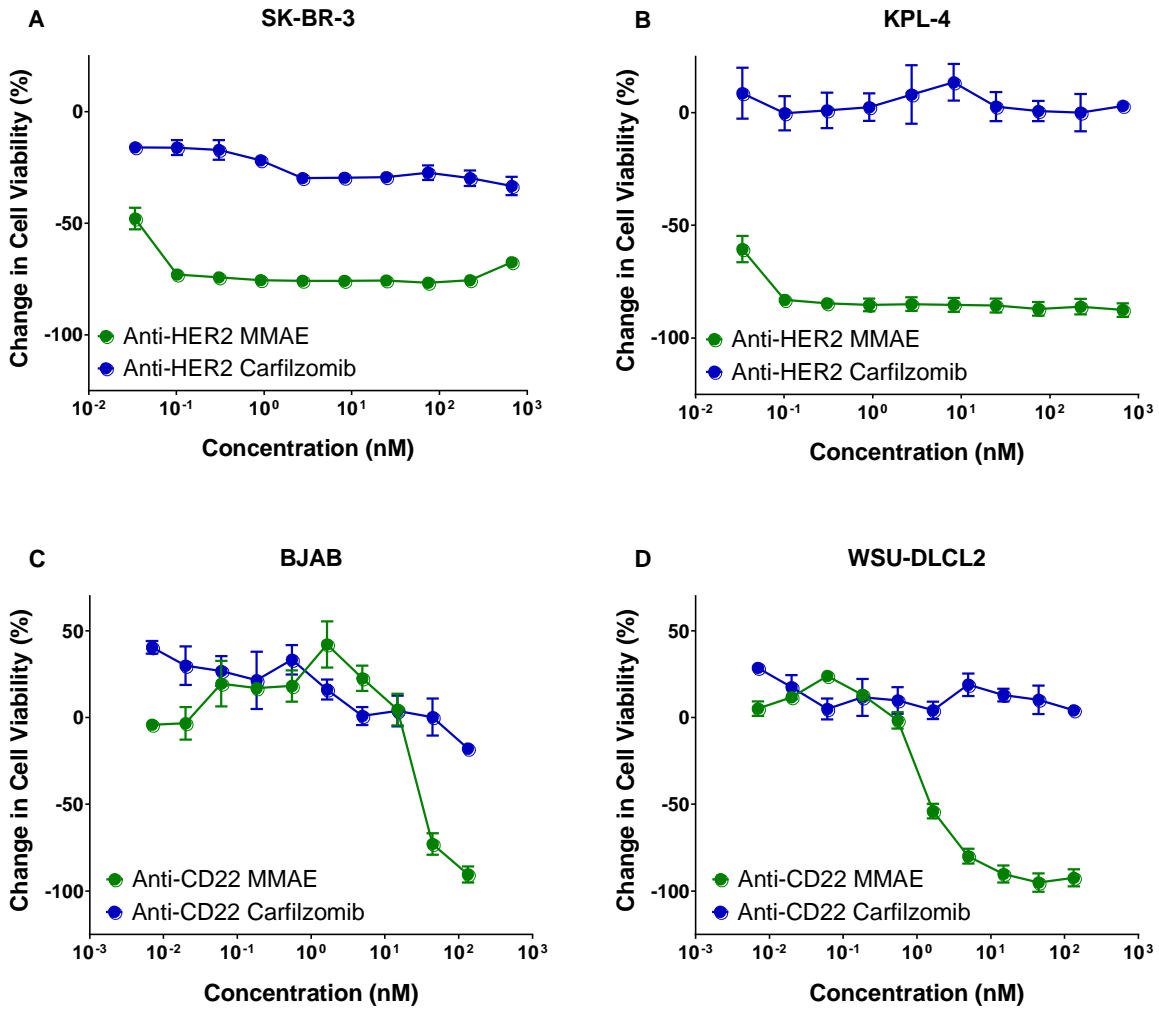 A
SK-BR-3
Change in Cell Viability (%)
0
-50
-100
Anti-HER2 MMAE
Anti-HER2 Carfilzomib
10-2 10-1 100 101 102 103
Concentration (nM)
B
KPL-4
Change in Cell Viability (%)
0
-50
-100
Anti-HER2 MMAE
Anti-HER2 Carfilzomib
10-2 10-1 100 101 102 103
Concentration (nM)
C
BJAB
Change in Cell Viability (%)
50
0
-50
-100
Anti-CD22 MMAE
Anti-CD22 Carfilzomib
10-3 10-2 10-1 100 101 102 103
Concentration (nM)
D
WSU-DLCL2
Change in Cell Viability (%)
50
0
-50
-100
Anti-CD22 MMAE
Anti-CD22 Carfilzomib
10-3 10-2 10-1 100 101 102 103
Concentration (nM)